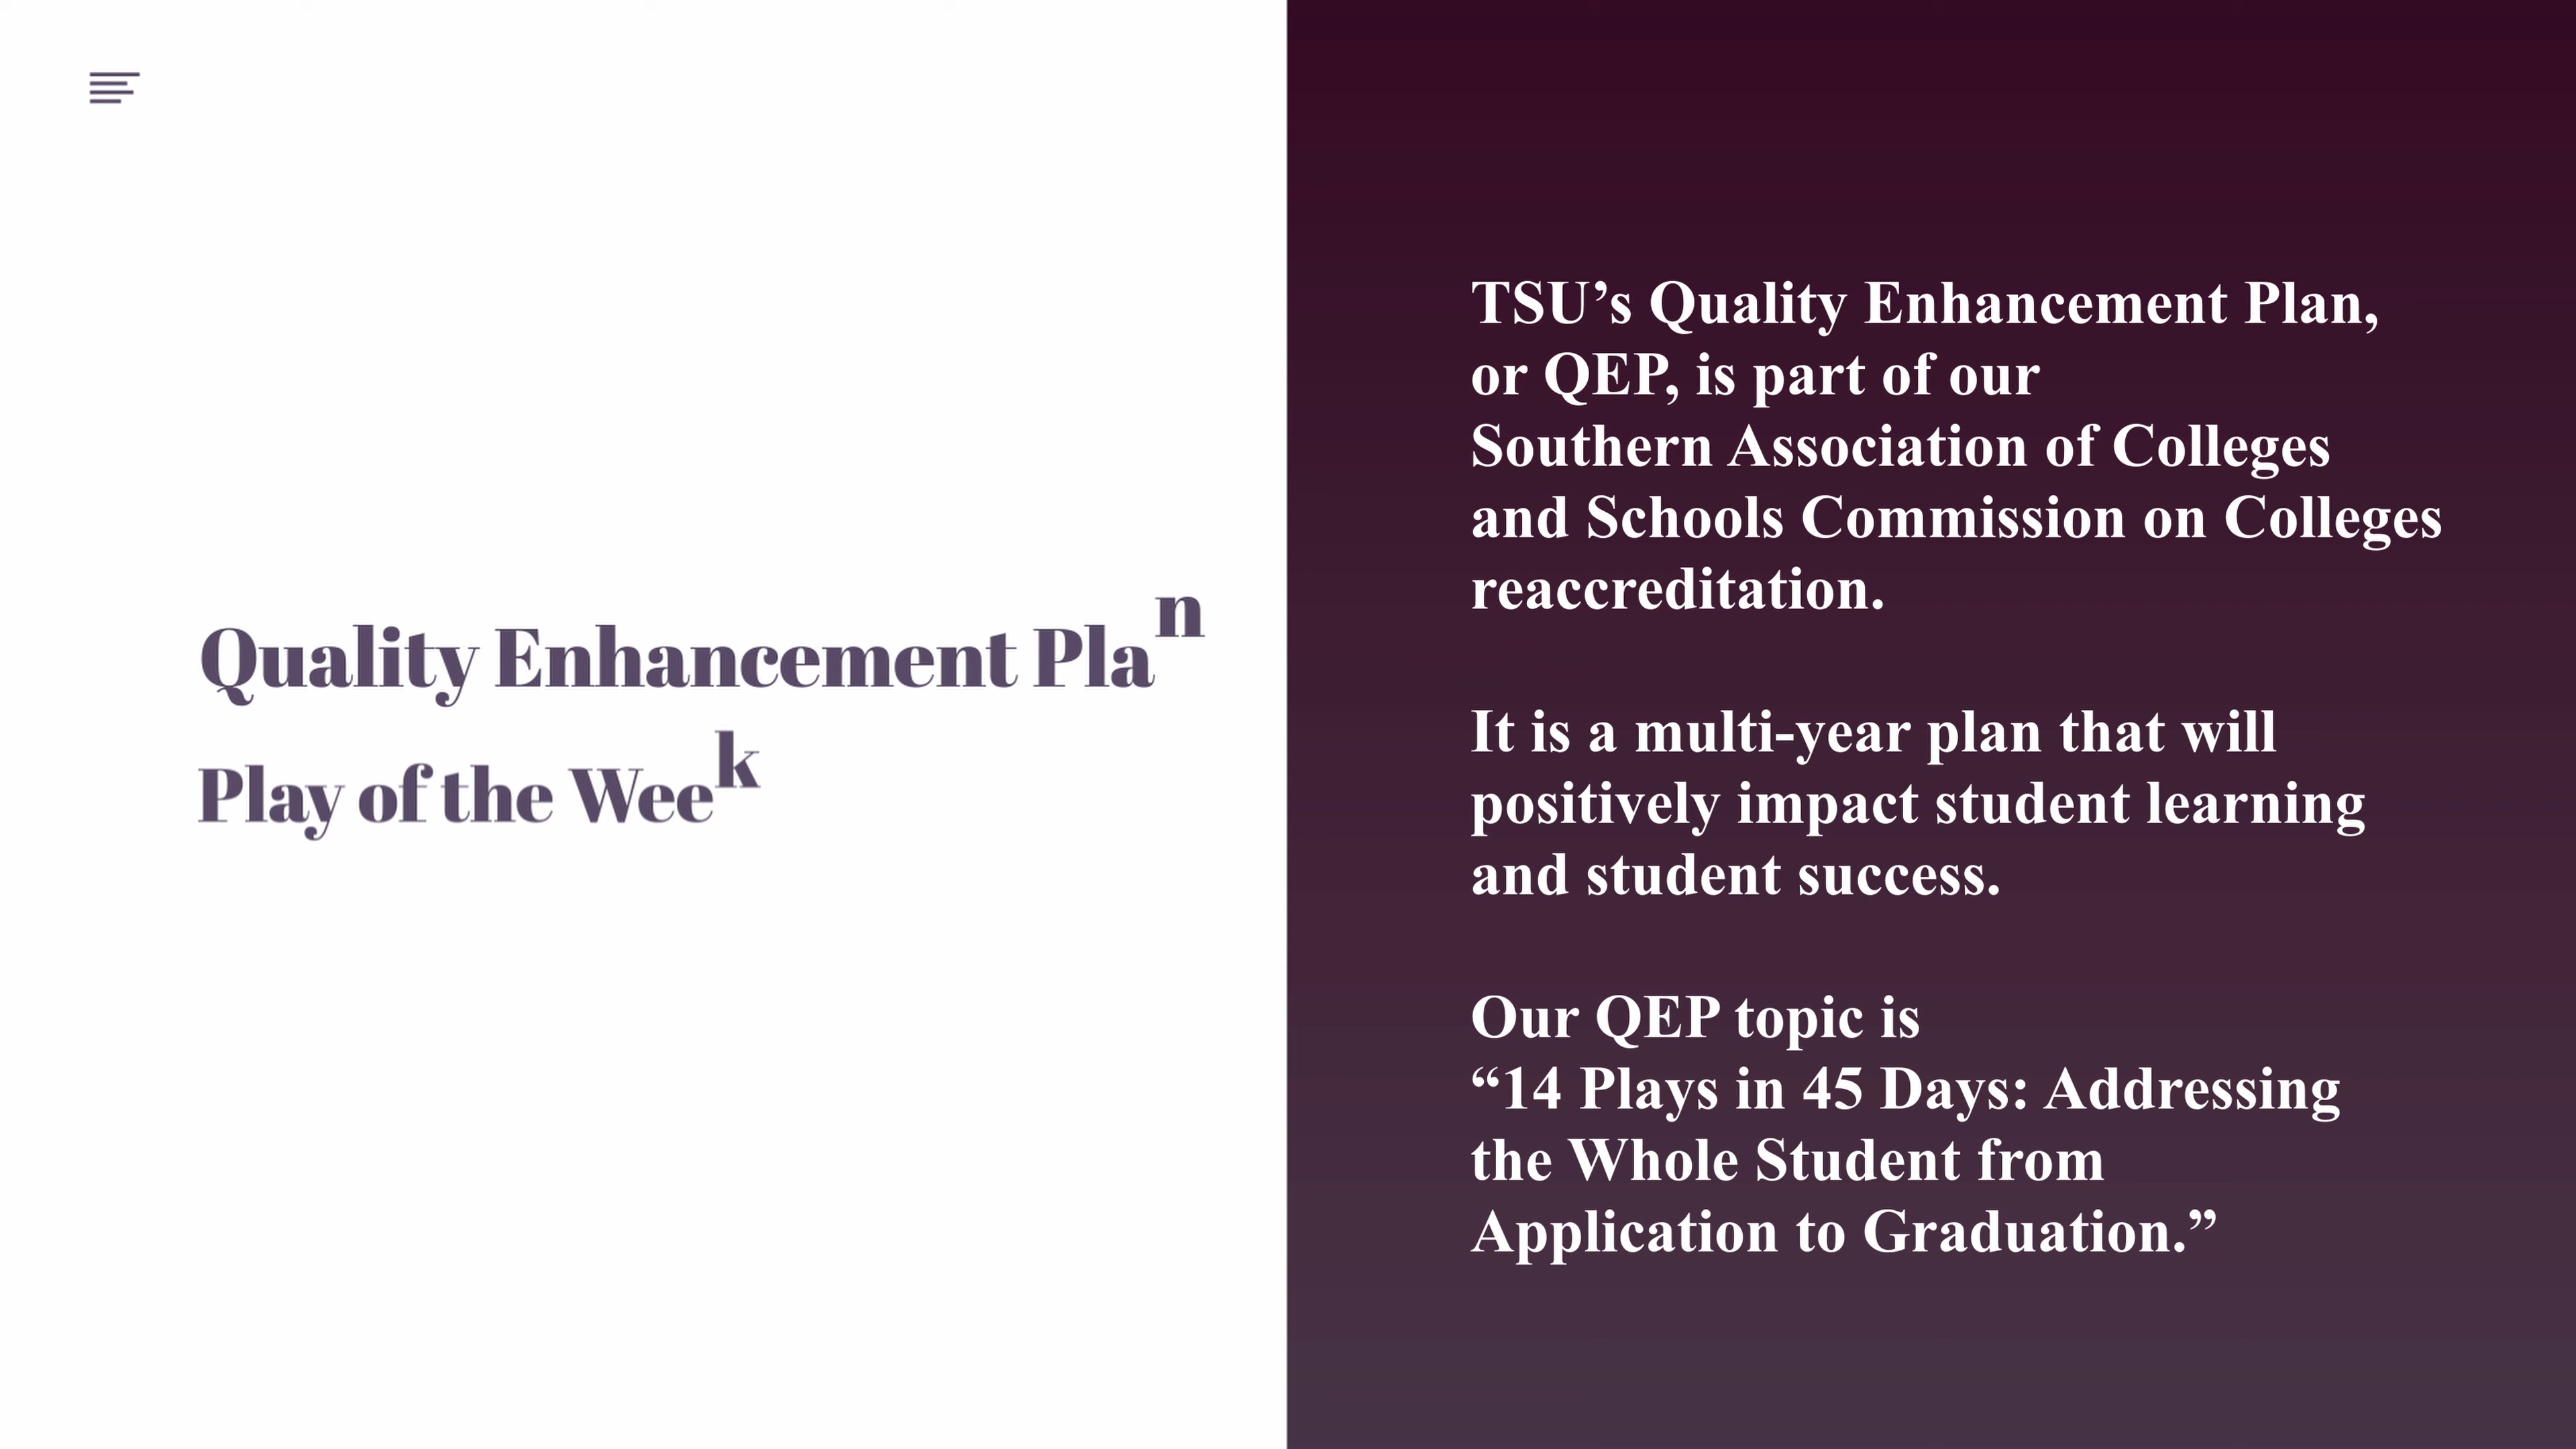 Quality Enhancement Plan
Play of the Week
TSU’s Quality Enhancement Plan,
or QEP, is part of our
Southern Association of Colleges
and Schools Commission on Colleges
reaccreditation.
It is a multi-year plan that will
positively impact student learning
and student success.
Our QEP topic is
“14 Plays in 45 Days: Addressing
the Whole Student from
Application to Graduation.”